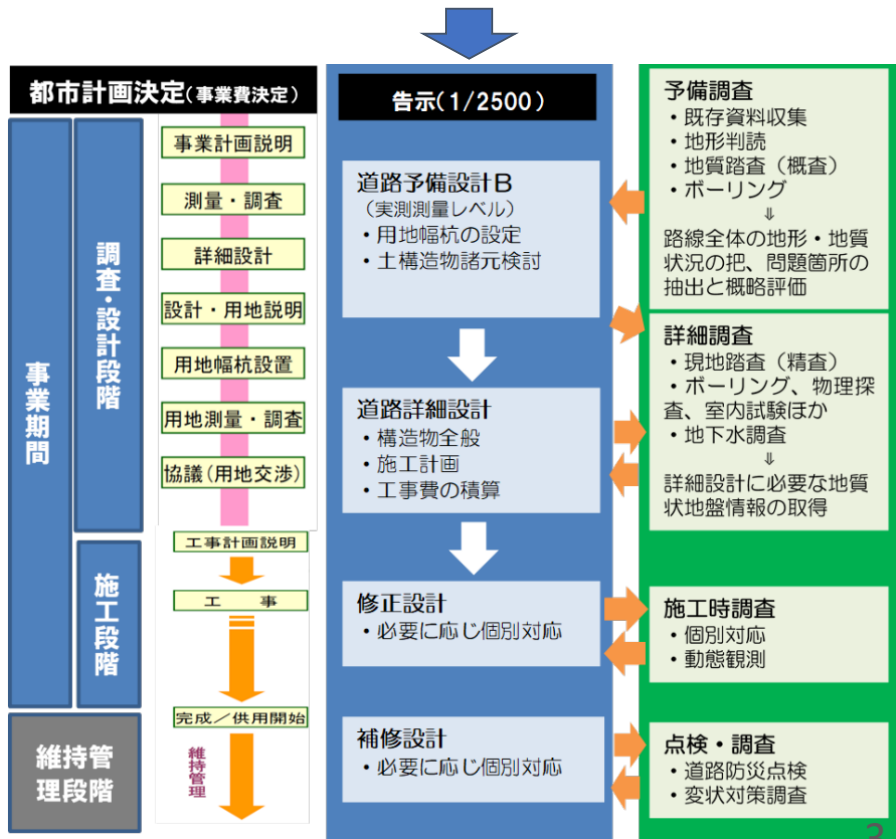 都市計画決定(事業費決定)
事業期間
調査・設計段階
施工段階
維持管
理段階
事業計画説明
測量・調査
詳細設計
設計・用地説明
用地幅杭設置
用地測量・調査
協議(用地交渉)
工事計画説明
工 事
完成/供用開始
維持管理
告示(1/2500)
道路予備設計B
(実測測量レベル)
・用地幅杭の設定
・土構造物諸元検討
道路詳細設計
・構造物全般
・施工計画
・工事費の積算
修正設計
・必要に応じ個別対応
補修設計
・必要に応じ個別対応
予備調査
・既存資料収集
・地形判読
・地質踏査(概査)
・ボーリング
⇓
路線全体の地形・地質
状況の把、問題箇所の
抽出と概略評価
詳細調査
・現地踏査(精査)
・ボーリング、物理探
査、室内試験ほか
・地下水調査
⇓
詳細設計に必要な地質
状地盤情報の取得
施工時調査
・個別対応
・動態観測
点検・調査
・道路防災点検
・変状対策調査